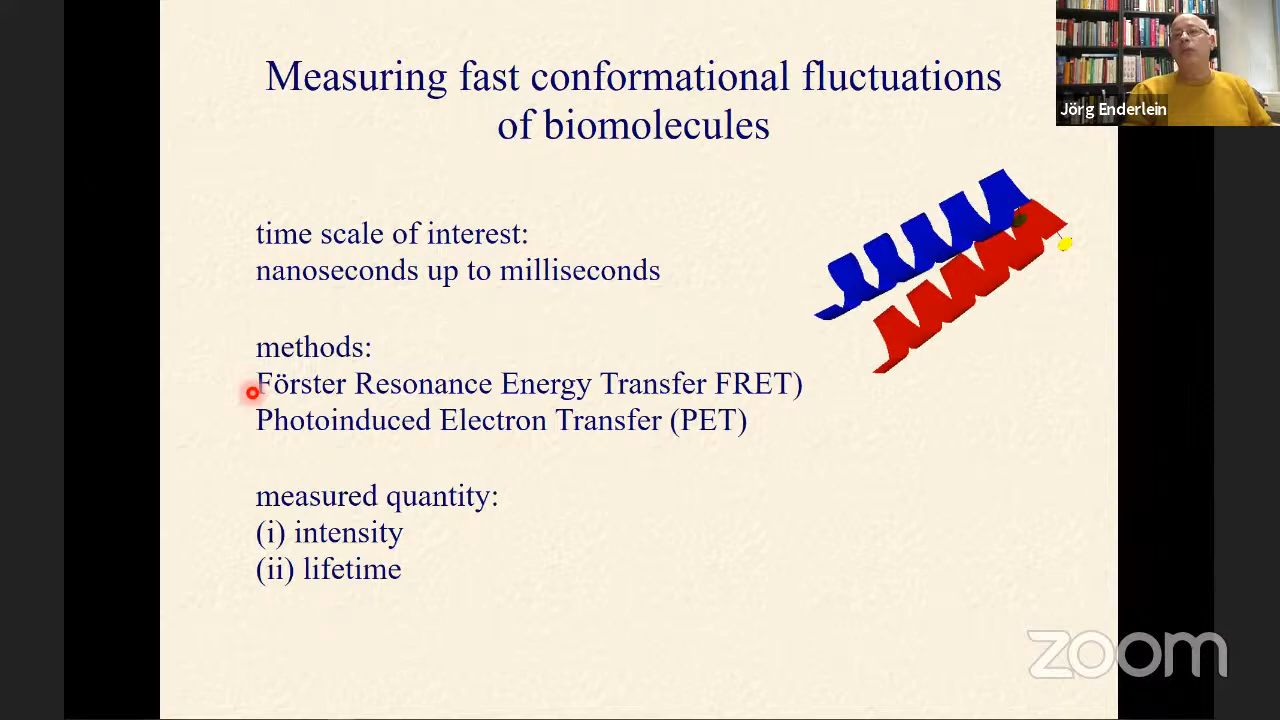 Measuring fast conformational fluctuations
of biomolecules
Jörg Enderlein
time scale of interest:
nanoseconds up to milliseconds
methods:
Förster Resonance Energy Transfer FRET)
Photoinduced Electron Transfer (PET)
measured quantity:
(i) intensity
(ii) lifetime
zoom